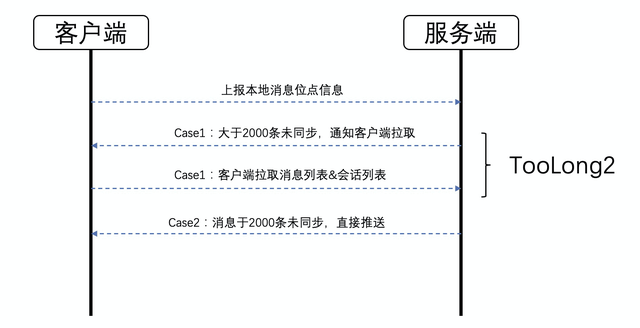 客户端
服务端
上报本地消息位点信息
Case1：大于2000条未同步，通知客户端拉取
Case1：客户端拉取消息列表&会话列表
TooLong2
Case2：消息于2000条未同步，直接推送